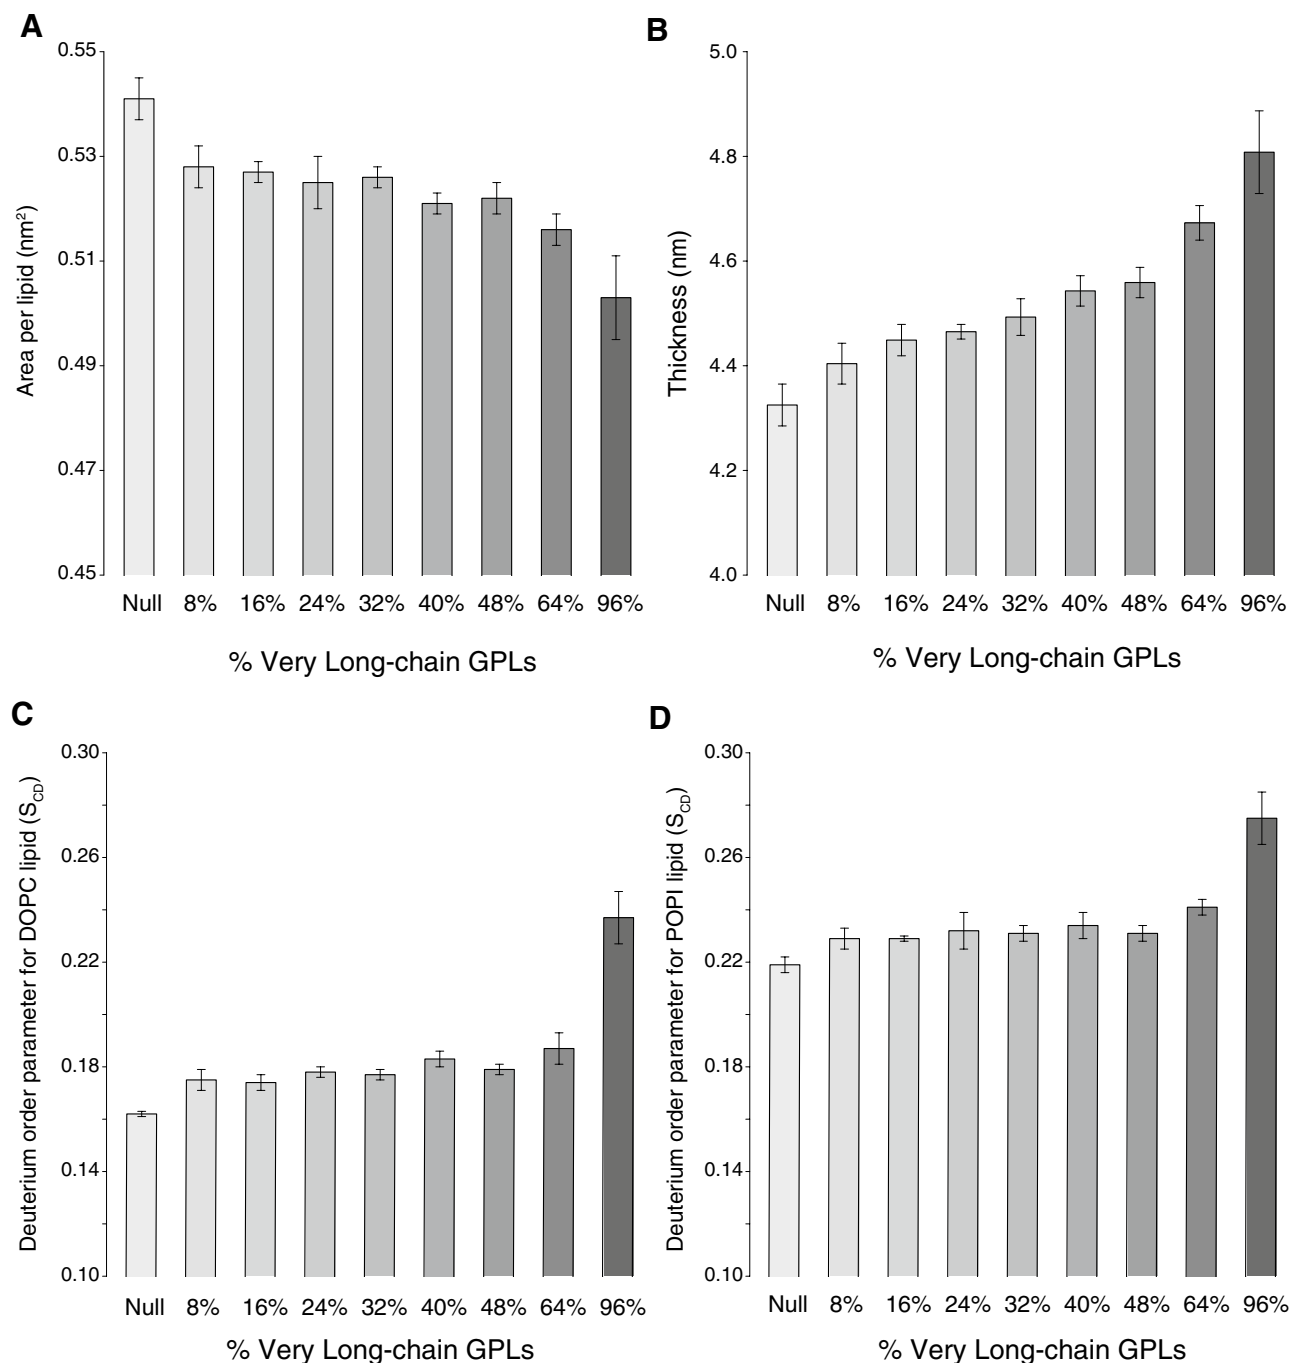 A
0.55
0.53
0.51
0.49
0.47
0.45
Area per lipid (nm²)
Null 8% 16% 24% 32% 40% 48% 64% 96%
% Very Long-chain GPLs
B
5.0
4.8
4.6
4.4
4.2
4.0
Thickness (nm)
Null 8% 16% 24% 32% 40% 48% 64% 96%
% Very Long-chain GPLs
C
0.30
0.26
0.22
0.18
0.14
0.10
Deuterium order parameter for DOPC lipid (S_CD)
Null 8% 16% 24% 32% 40% 48% 64% 96%
% Very Long-chain GPLs
D
0.30
0.26
0.22
0.18
0.14
0.10
Deuterium order parameter for POPI lipid (S_CD)
Null 8% 16% 24% 32% 40% 48% 64% 96%
% Very Long-chain GPLs